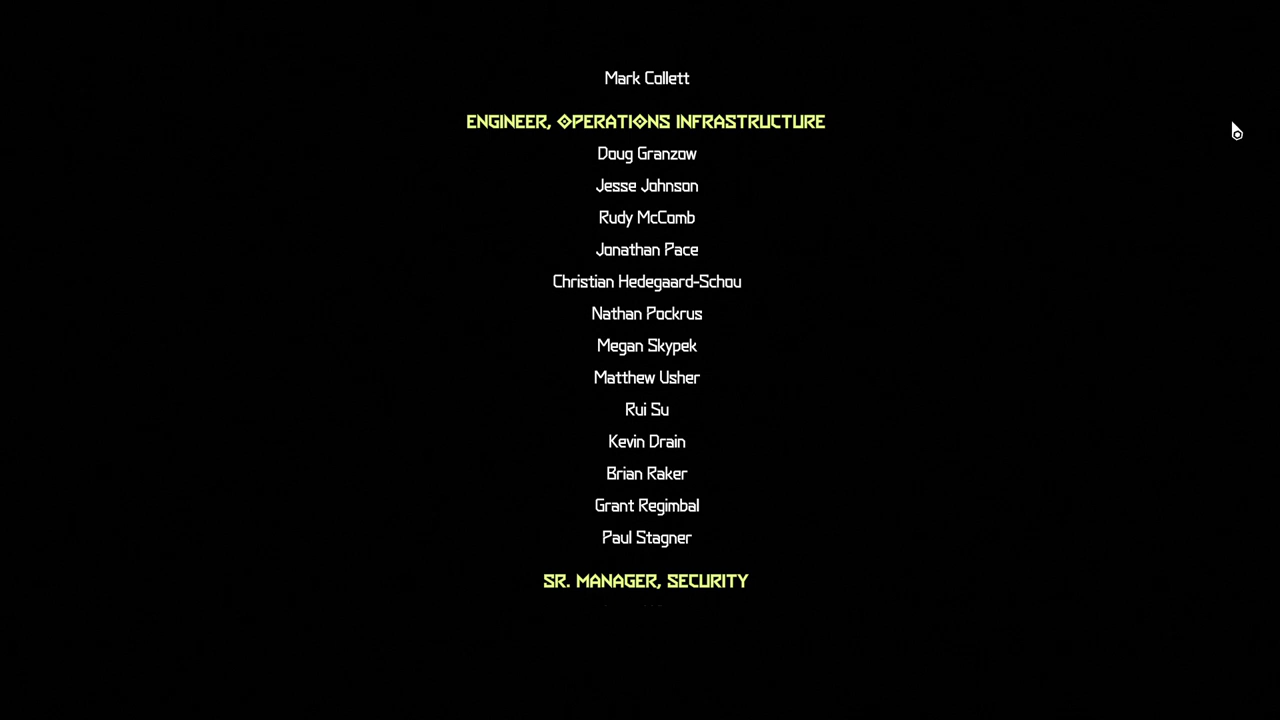 Mark Collett
ENGINEER, OPERATIONS INFRASTRUCTURE
Doug Granzow
Jesse Johnson
Rudy McComb
Jonathan Pace
Christian Hedegaard-Schou
Nathan Pockrus
Megan Skypek
Matthew Usher
Rui Su
Kevin Drain
Brian Raker
Grant Regimbal
Paul Stagner
SR. MANAGER, SECURITY